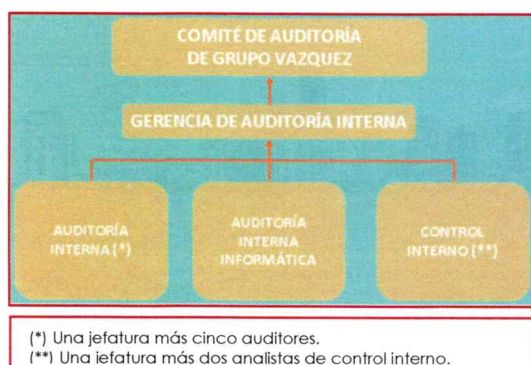 COMITÉ DE AUDITORÍA
DE GRUPO VAZQUEZ
GERENCIA DE AUDITORÍA INTERNA
AUDITORÍA
INTERNA (*)
AUDITORÍA
INTERNA
INFORMÁTICA
CONTROL
INTERNO (**)
(*) Una jefatura más cinco auditores.
(**) Una jefatura más dos analistas de control interno.